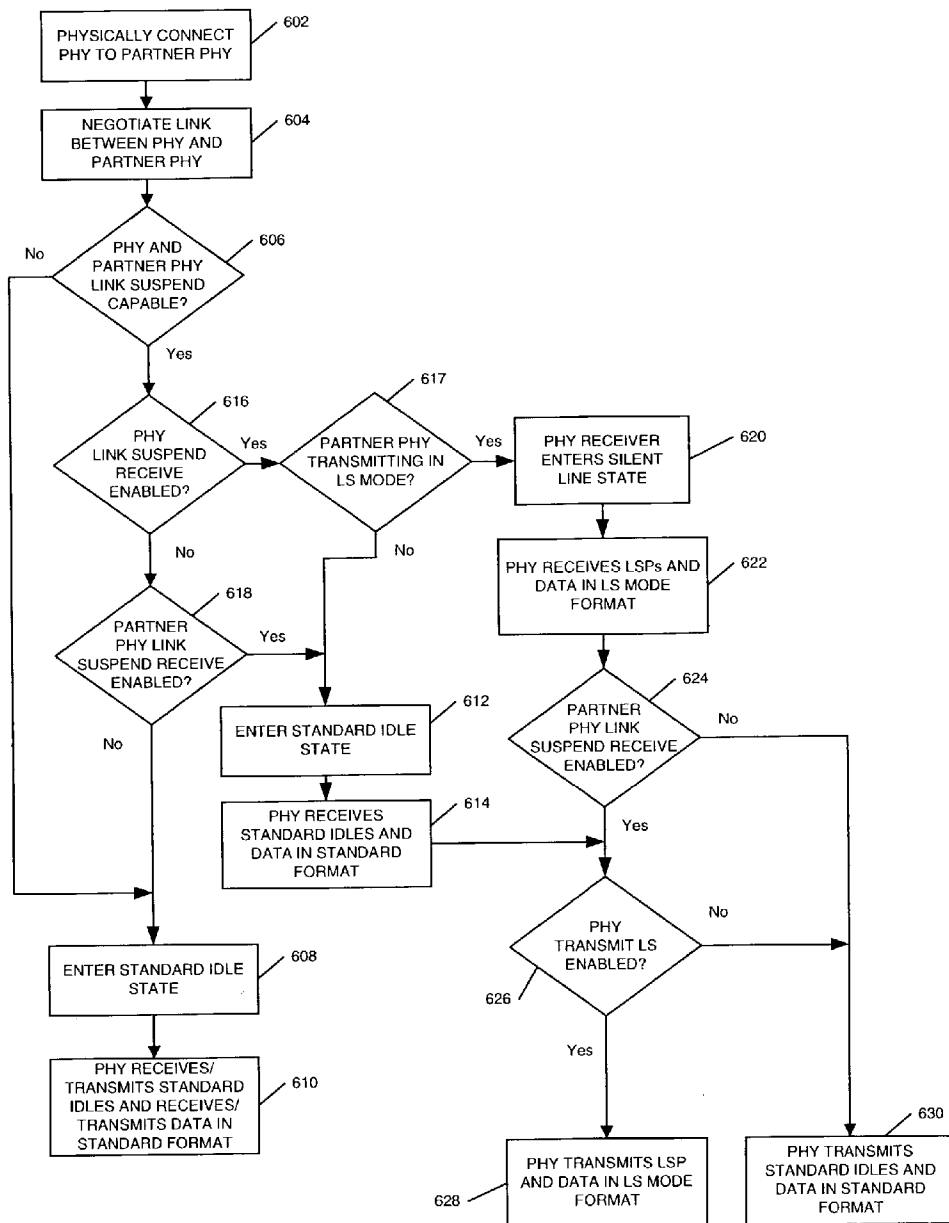 PHYSICALLY CONNECT
PHY TO PARTNER PHY
602
NEGOTIATE LINK
BETWEEN PHY AND
PARTNER PHY
604
PHY AND
PARTNER PHY
LINK SUSPEND
CAPABLE?
606
No
Yes
PHY
LINK SUSPEND
RECEIVE
ENABLED?
616
Yes
No
PARTNER PHY
TRANSMITTING IN
LS MODE?
617
Yes
No
PHY RECEIVER
ENTERS SILENT
LINE STATE
620
PHY RECEIVES LSPs AND
DATA IN LS MODE
FORMAT
622
PARTNER
PHY LINK
SUSPEND RECEIVE
ENABLED?
618
Yes
No
ENTER STANDARD IDLE
STATE
612
PHY RECEIVES
STANDARD IDLES AND
DATA IN STANDARD
FORMAT
614
PARTNER
PHY LINK
SUSPEND RECEIVE
ENABLED?
624
No
Yes
PHY
TRANSMIT LS
ENABLED?
626
No
Yes
ENTER STANDARD IDLE
STATE
608
PHY RECEIVES/
TRANSMITS STANDARD
IDLES AND RECEIVES/
TRANSMITS DATA IN
STANDARD FORMAT
610
PHY TRANSMITS LSP
AND DATA IN LS MODE
FORMAT
628
PHY TRANSMITS
STANDARD IDLES AND
DATA IN STANDARD
FORMAT
630